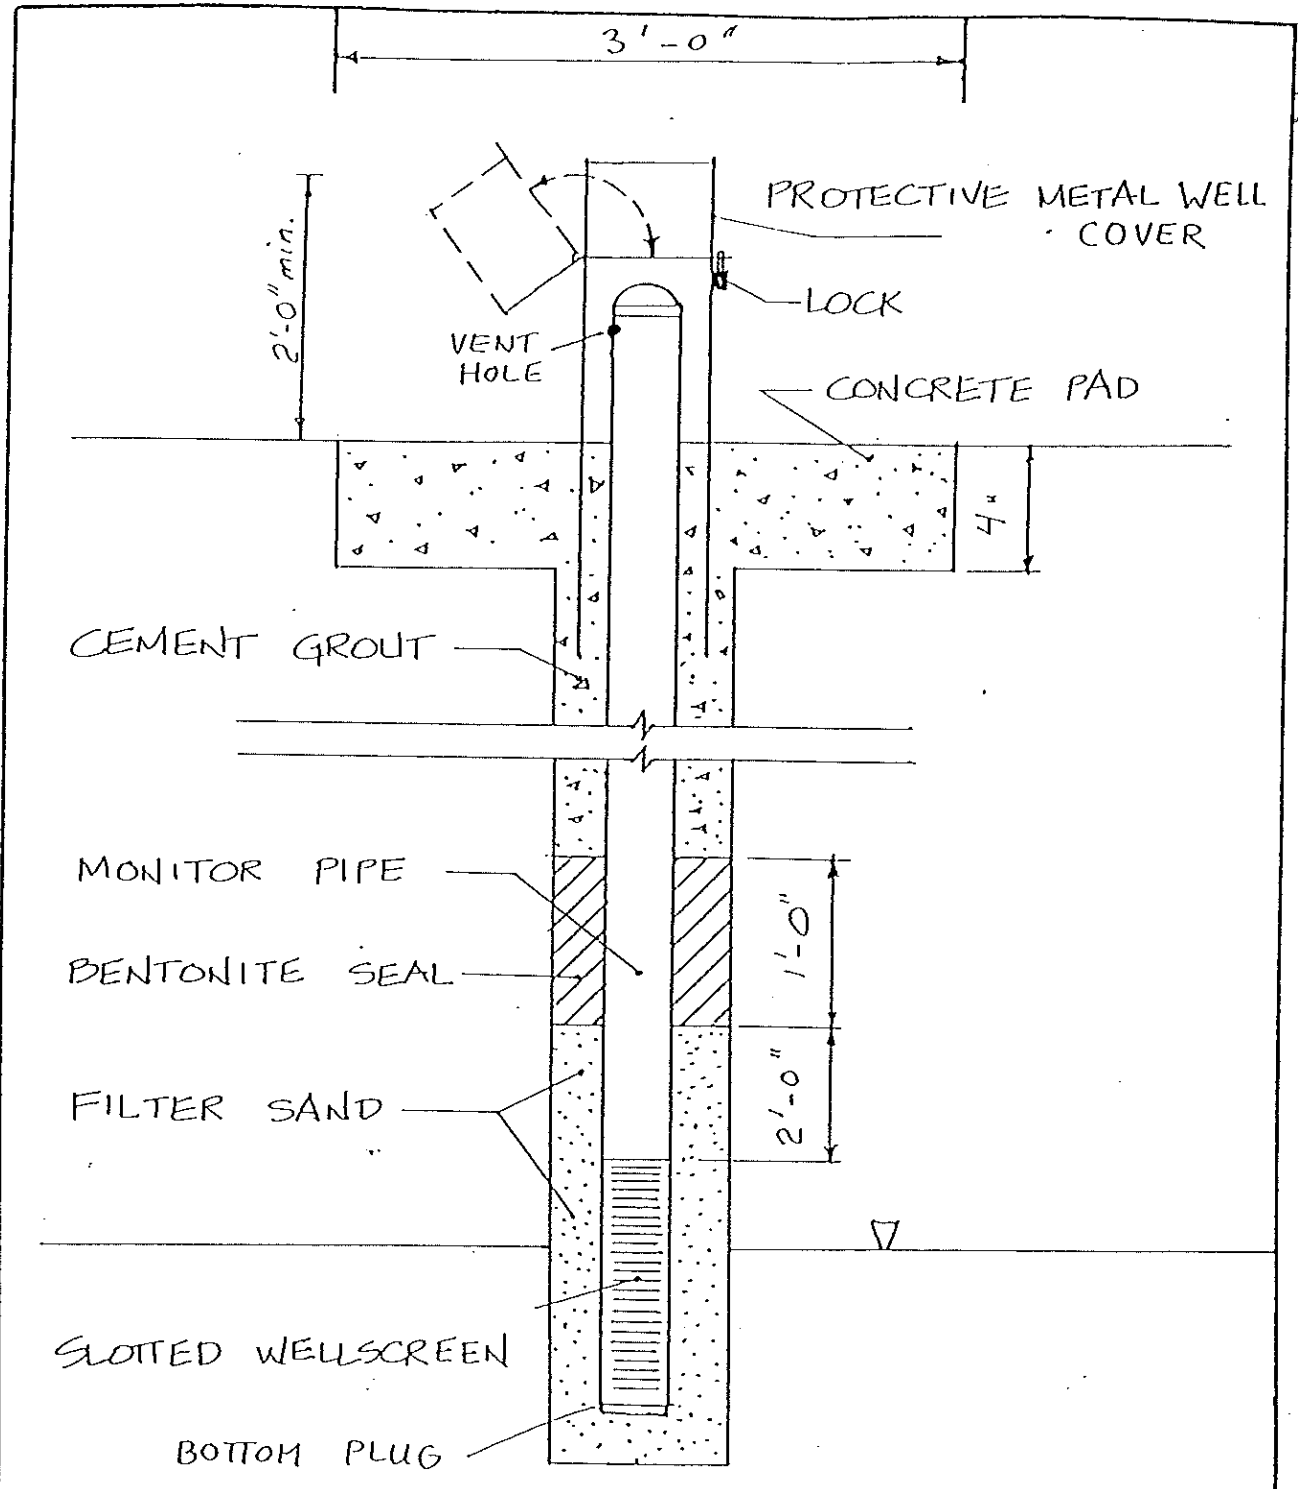 3'-0"
PROTECTIVE METAL WELL
COVER
2'-0" min.
LOCK
VENT
HOLE
CONCRETE PAD
4"
CEMENT GROUT
MONITOR PIPE
1'-0"
BENTONITE SEAL
2'-0"
FILTER SAND
SLOTTED WELLSCREEN
BOTTOM PLUG